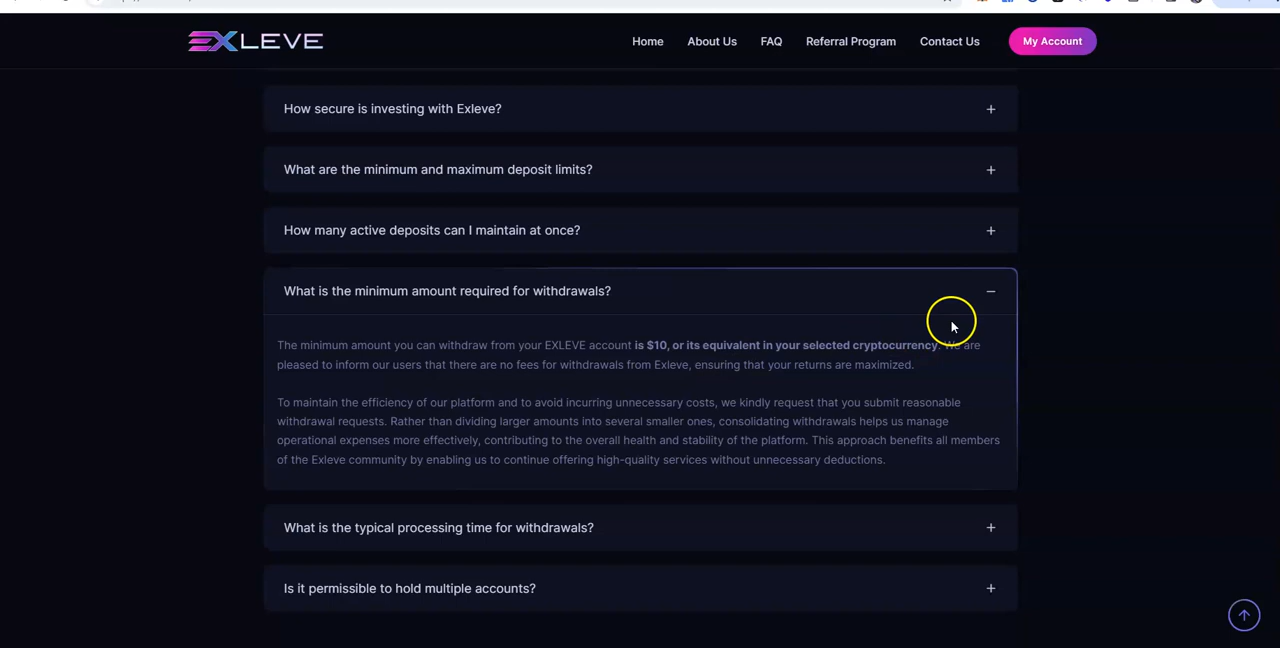 EXLEVE
Home
About Us
FAQ
Referral Program
Contact Us
My Account
How secure is investing with Exleve?
What are the minimum and maximum deposit limits?
How many active deposits can I maintain at once?
What is the minimum amount required for withdrawals?
The minimum amount you can withdraw from your EXLEVE account is $10, or its equivalent in your selected cryptocurrency. We are
pleased to inform our users that there are no fees for withdrawals from Exleve, ensuring that your returns are maximized.
To maintain the efficiency of our platform and to avoid incurring unnecessary costs, we kindly request that you submit reasonable
withdrawal requests. Rather than dividing larger amounts into several smaller ones, consolidating withdrawals helps us manage
operational expenses more effectively, contributing to the overall health and stability of the platform. This approach benefits all members
of the Exleve community by enabling us to continue offering high-quality services without unnecessary deductions.
What is the typical processing time for withdrawals?
Is it permissible to hold multiple accounts?